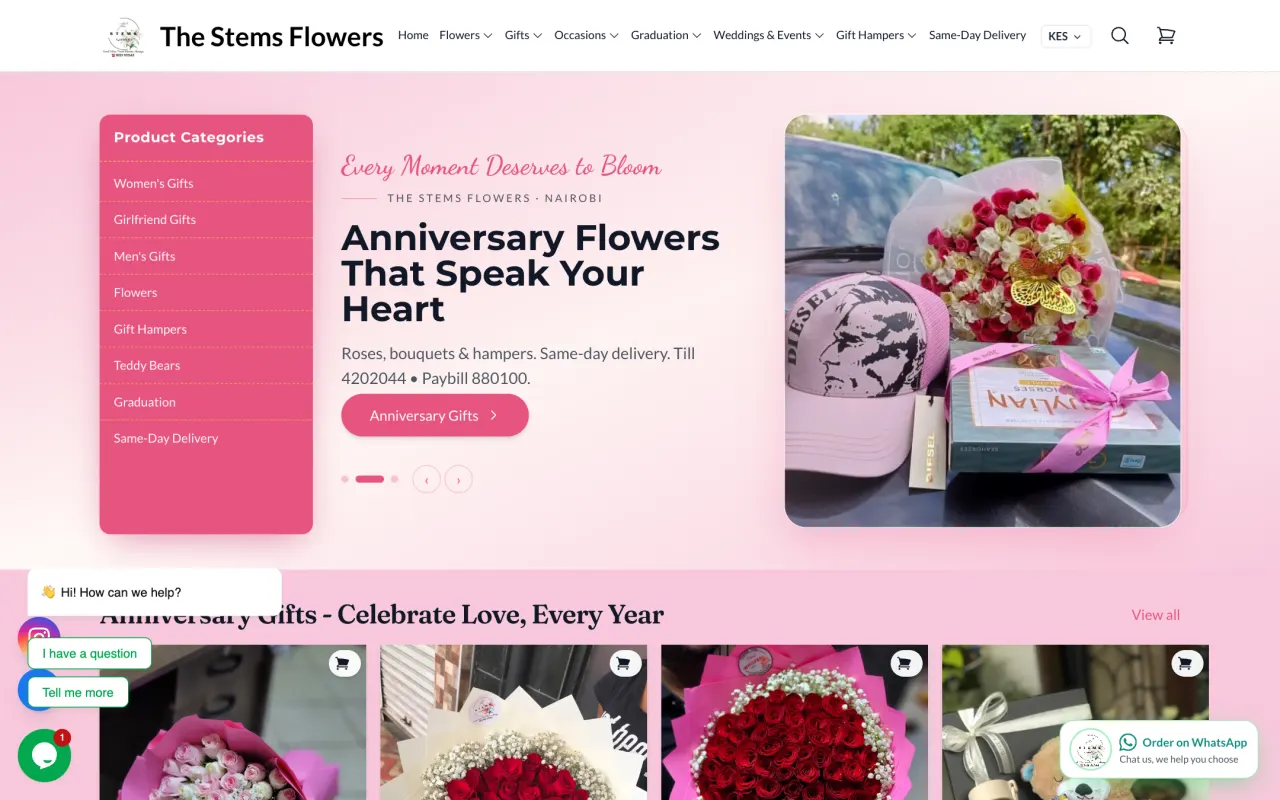 The Stems Flowers
Home
Flowers
Gifts
Occasions
Graduation
Weddings & Events
Gift Hampers
Same-Day Delivery
KES
Product Categories
Women's Gifts
Girlfriend Gifts
Men's Gifts
Flowers
Gift Hampers
Teddy Bears
Graduation
Same-Day Delivery
Every Moment Deserves to Bloom
THE STEMS FLOWERS · NAIROBI
Anniversary Flowers
That Speak Your
Heart
Roses, bouquets & hampers. Same-day delivery. Till
4202044 • Paybill 880100.
Anniversary Gifts
DIESEL
DIESEL
👋 Hi! How can we help?
Anniversary Gifts - Celebrate Love, Every Year
View all
I have a question
Tell me more
1
Order on WhatsApp
Chat us, we help you choose